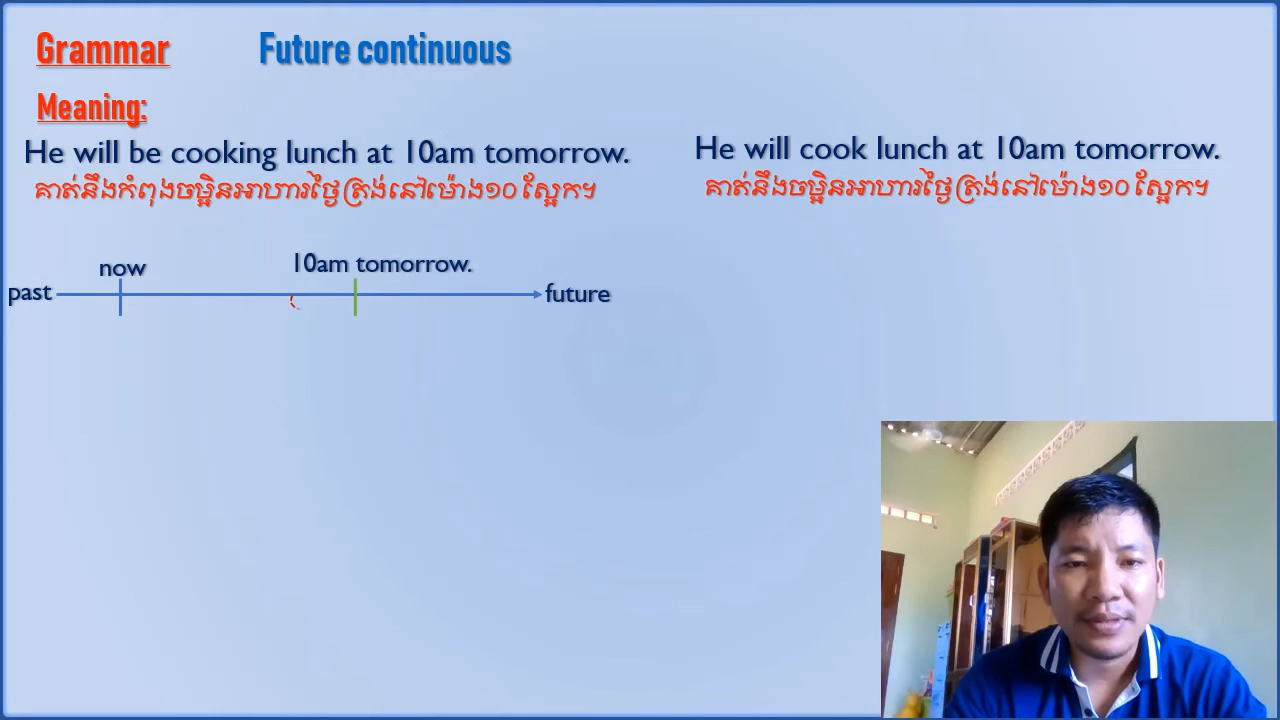 Grammar
Future continuous
Meaning:
He will be cooking lunch at 10am tomorrow.
គាត់នឹងកំពុងចម្អិនអាហារថ្ងៃត្រង់នៅម៉ោង១០ ស្អែក។
He will cook lunch at 10am tomorrow.
គាត់នឹងចម្អិនអាហារថ្ងៃត្រង់នៅម៉ោង១០ ស្អែក។
now
10am tomorrow.
past
future